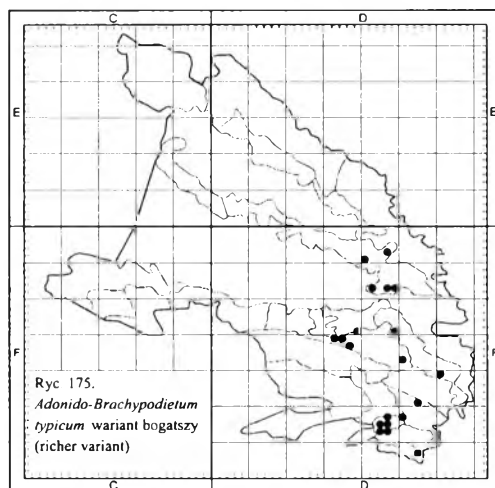 C D
E E
F F
Ryc 175.
Adonido-Brachypodietum
typicum wariant bogatszy
(richer variant)
C D